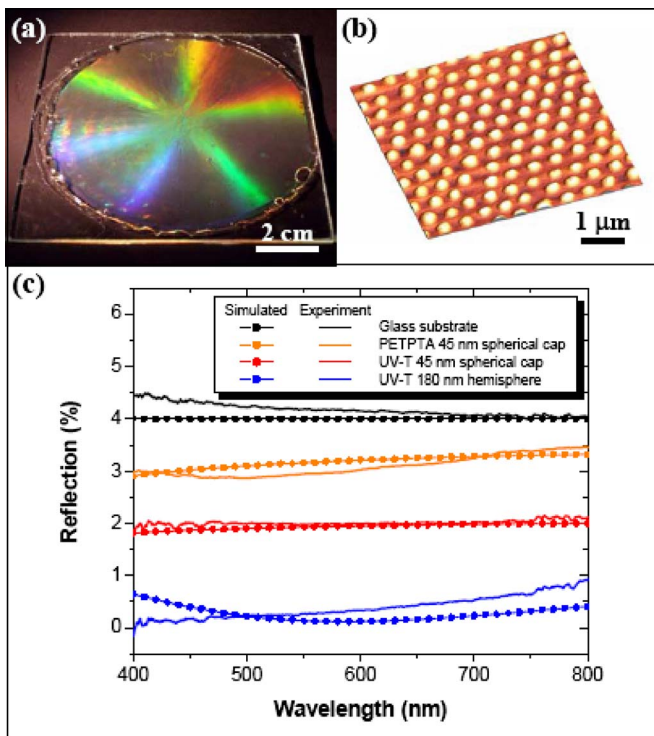 (a)
2 cm
(b)
1 μm
(c)
Simulated Experiment
Glass substrate
PETPTA 45 nm spherical cap
UV-T 45 nm spherical cap
UV-T 180 nm hemisphere
Reflection (%)
6
5
4
3
2
1
0
400 500 600 700 800
Wavelength (nm)